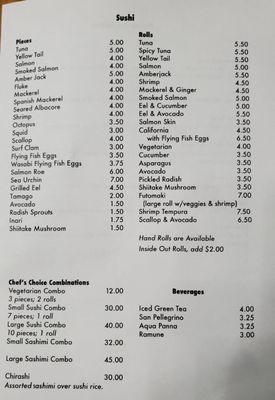 Sushi
Pieces
Tuna 5.00
Yellow Tail 4.00
Salmon 4.00
Smoked Salmon 4.00
Amber Jack 5.00
Fluke 4.00
Mackerel 4.00
Spanish Mackerel 4.00
Seared Albacore 4.00
Shrimp 4.00
Octopus 3.50
Squid 3.00
Scallop 4.00
Surf Clam 3.00
Flying Fish Eggs 3.50
Wasabi Flying Fish Eggs 3.75
Salmon Roe 6.00
Sea Urchin 7.00
Grilled Eel 4.50
Tamago 2.00
Avocado 1.50
Radish Sprouts 1.50
Inari 1.75
Shiitake Mushroom 1.50
Rolls
Tuna 5.50
Spicy Tuna 5.50
Yellow Tail 5.50
Salmon 5.00
Amberjack 5.50
Shrimp 4.50
Mackerel & Ginger 4.50
Smoked Salmon 5.00
Eel & Cucumber 5.00
Eel & Avocado 5.50
Salmon Skin 3.50
California 4.50
with Flying Fish Eggs 6.50
Vegetarian 4.00
Cucumber 3.50
Asparagus 3.50
Avocado 3.50
Pickled Radish 3.50
Shiitake Mushroom 3.50
Futomaki 7.00
(large roll w/veggies & shrimp)
Shrimp Tempura 7.50
Scallop & Avocado 6.50
Hand Rolls are Available
Inside Out Rolls, add $2.00
Chef's Choice Combinations
Vegetarian Combo 12.00
3 pieces; 2 rolls
Small Sushi Combo 30.00
7 pieces; 1 roll
Large Sushi Combo 40.00
10 pieces; 1 roll
Small Sashimi Combo 32.00
Large Sashimi Combo 45.00
Chirashi 30.00
Assorted sashimi over sushi rice.
Beverages
Iced Green Tea 4.00
San Pellegrino 3.25
Aqua Panna 3.25
Ramune 3.00